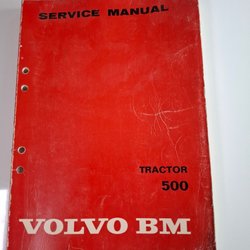 SERVICE MANUAL
TRACTOR
500
VOLVO BM